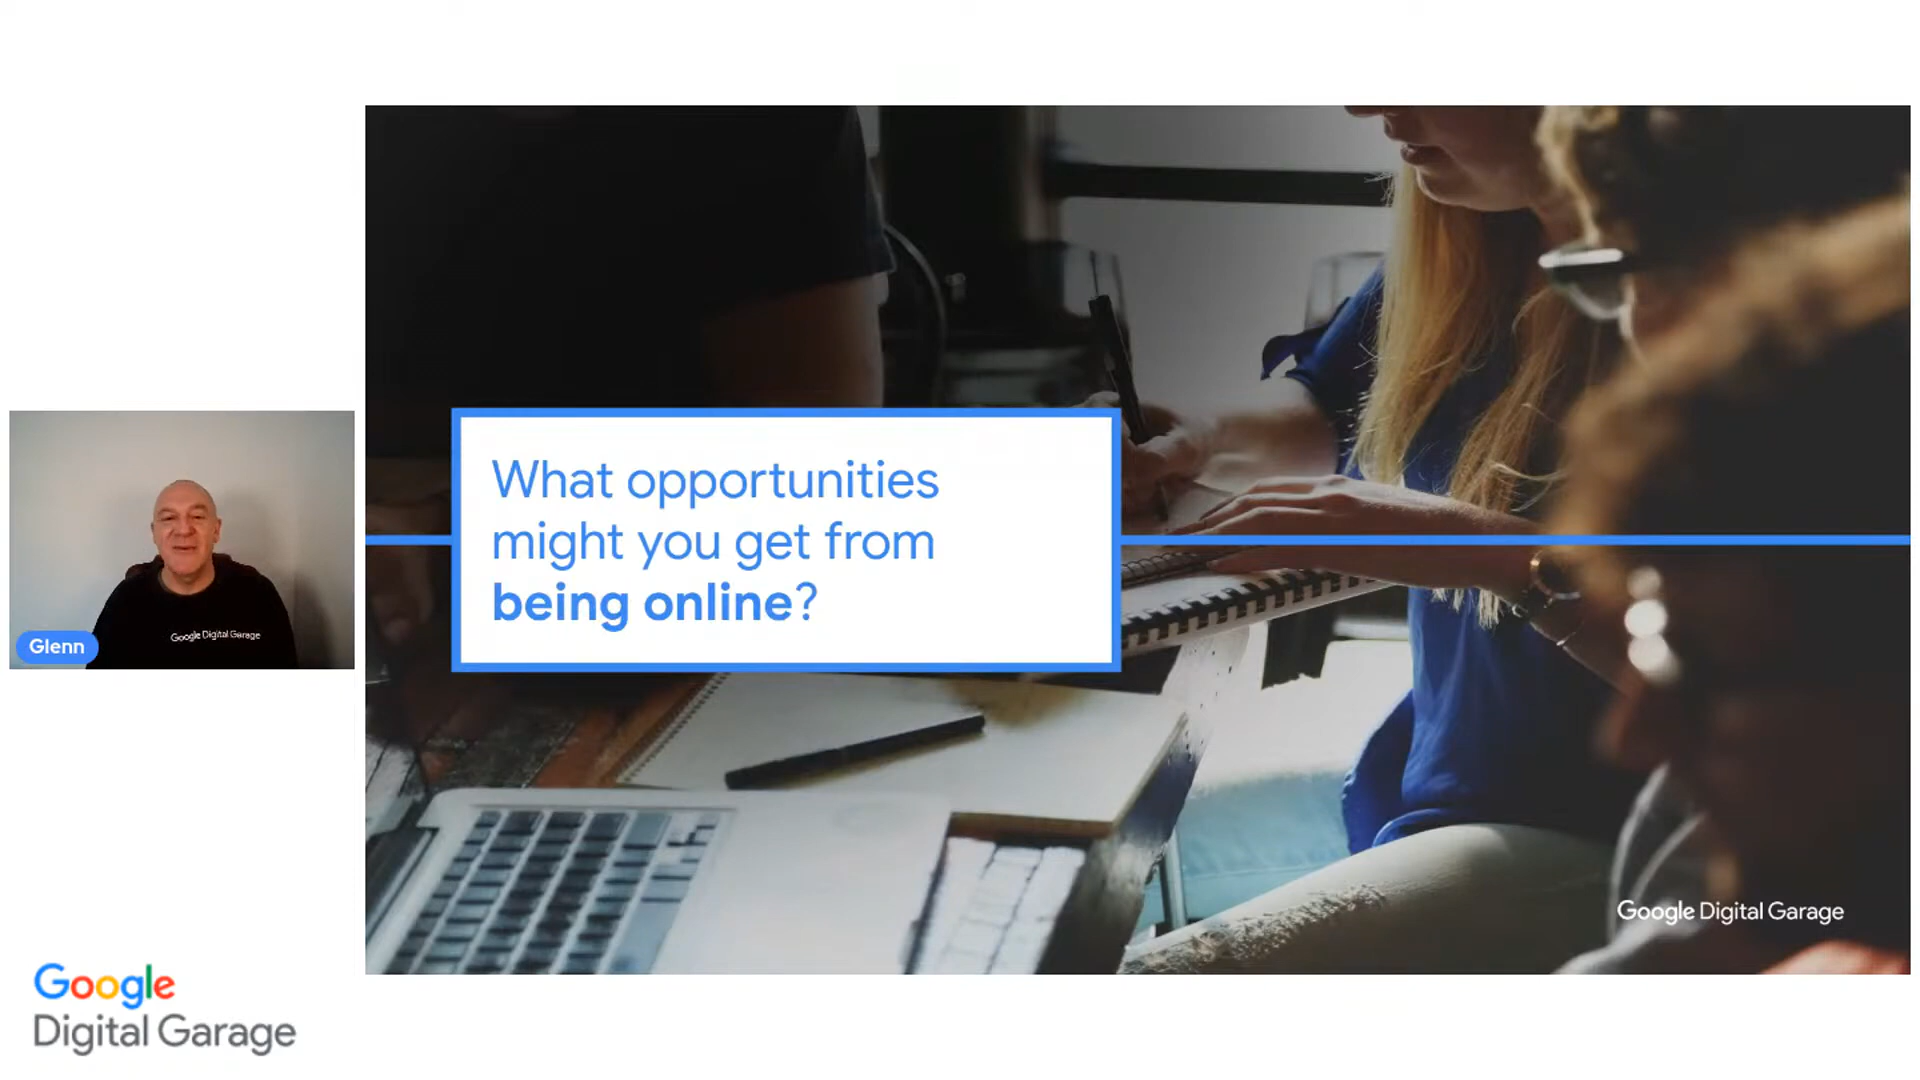 What opportunities
might you get from
being online?
Google Digital Garage
Glenn
Google Digital Garage
Google
Digital Garage